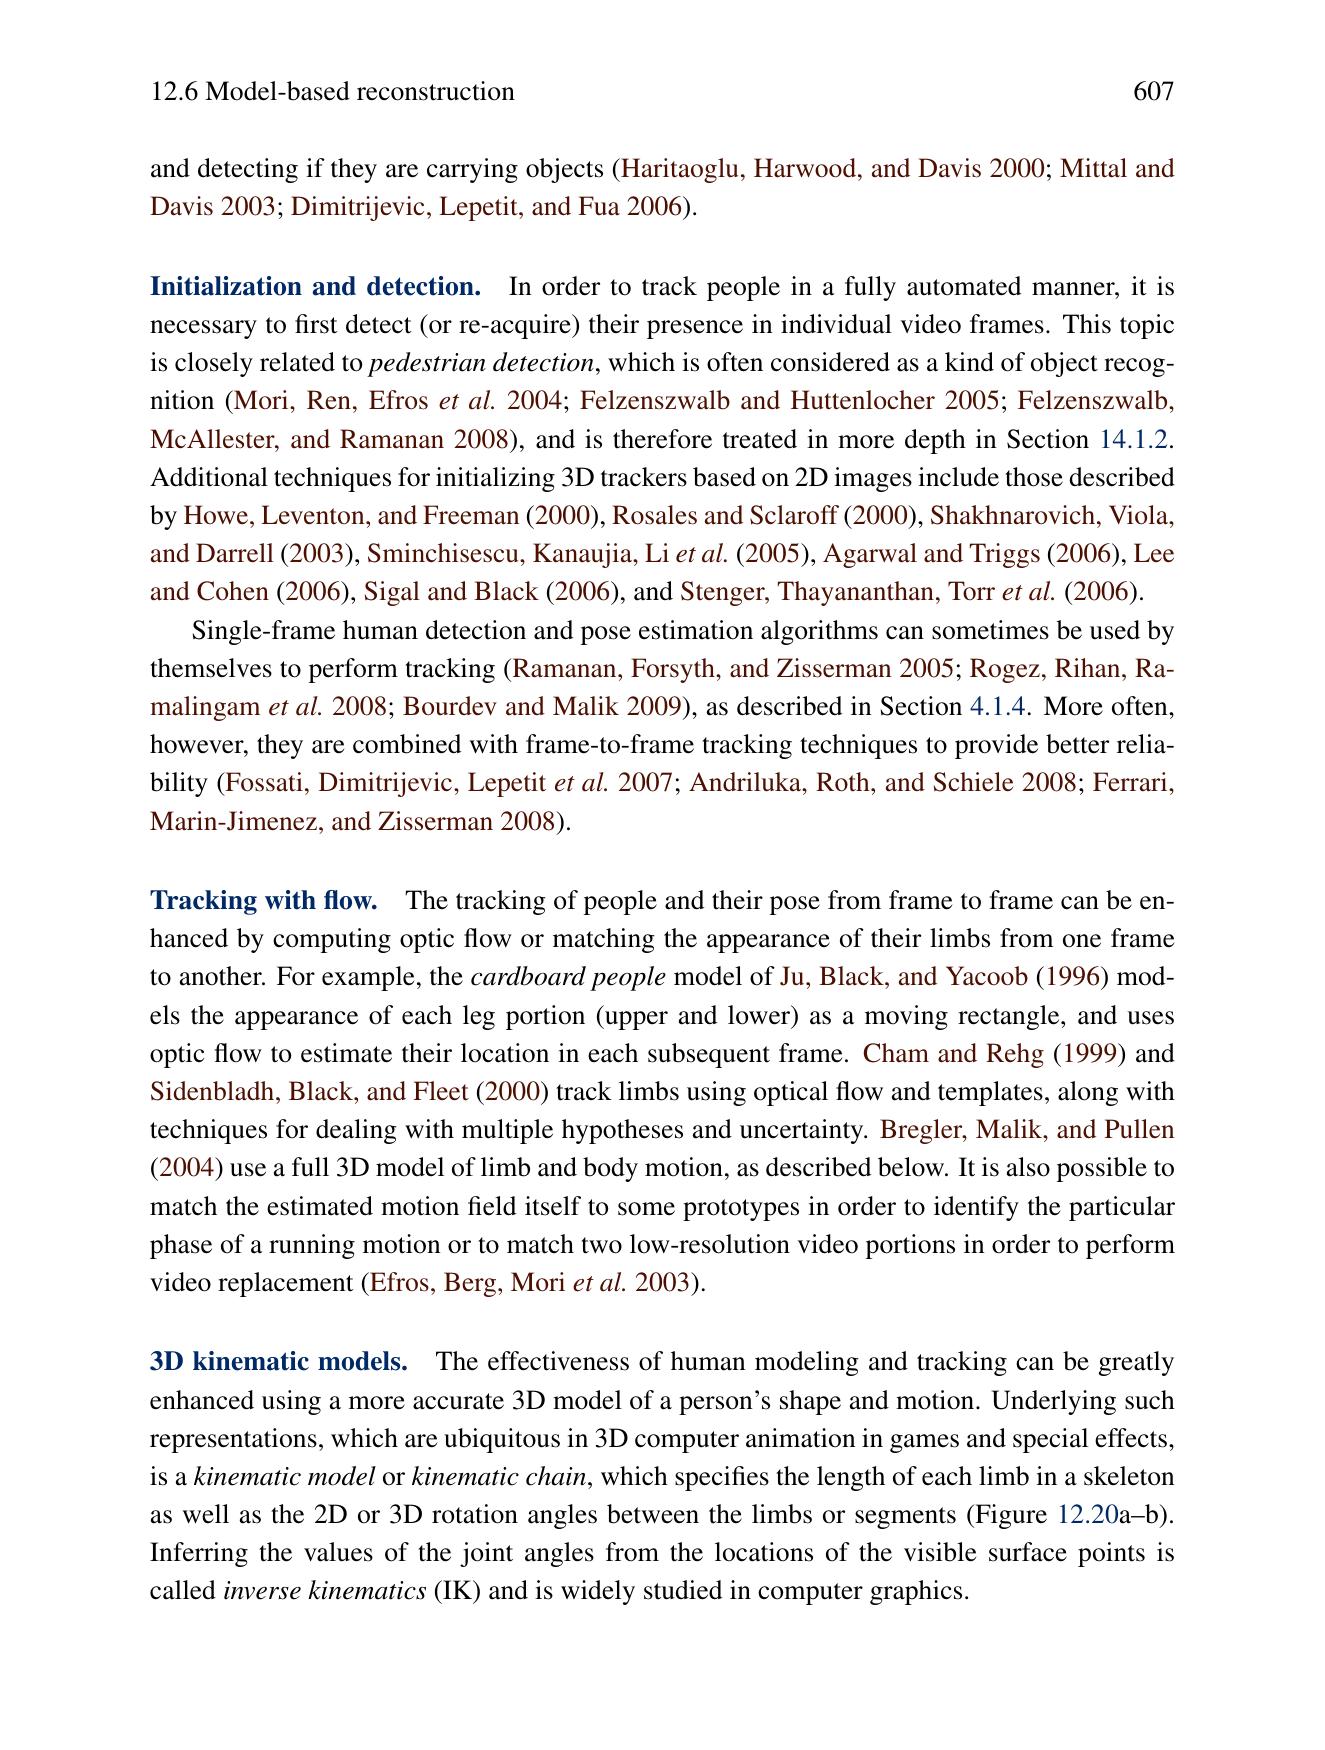 12.6 Model-based reconstruction 607
and detecting if they are carrying objects (Haritaoglu, Harwood, and Davis 2000; Mittal and
Davis 2003; Dimitrijevic, Lepetit, and Fua 2006).
Initialization and detection. In order to track people in a fully automated manner, it is
necessary to first detect (or re-acquire) their presence in individual video frames. This topic
is closely related to pedestrian detection, which is often considered as a kind of object recog-
nition (Mori, Ren, Efros et al. 2004; Felzenszwalb and Huttenlocher 2005; Felzenszwalb,
McAllester, and Ramanan 2008), and is therefore treated in more depth in Section 14.1.2.
Additional techniques for initializing 3D trackers based on 2D images include those described
by Howe, Leventon, and Freeman (2000), Rosales and Sclaroff (2000), Shakhnarovich, Viola,
and Darrell (2003), Sminchisescu, Kanaujia, Li et al. (2005), Agarwal and Triggs (2006), Lee
and Cohen (2006), Sigal and Black (2006), and Stenger, Thayananthan, Torr et al. (2006).
Single-frame human detection and pose estimation algorithms can sometimes be used by
themselves to perform tracking (Ramanan, Forsyth, and Zisserman 2005; Rogez, Rihan, Ra-
malingam et al. 2008; Bourdev and Malik 2009), as described in Section 4.1.4. More often,
however, they are combined with frame-to-frame tracking techniques to provide better relia-
bility (Fossati, Dimitrijevic, Lepetit et al. 2007; Andriluka, Roth, and Schiele 2008; Ferrari,
Marin-Jimenez, and Zisserman 2008).
Tracking with flow. The tracking of people and their pose from frame to frame can be en-
hanced by computing optic flow or matching the appearance of their limbs from one frame
to another. For example, the cardboard people model of Ju, Black, and Yacoob (1996) mod-
els the appearance of each leg portion (upper and lower) as a moving rectangle, and uses
optic flow to estimate their location in each subsequent frame. Cham and Rehg (1999) and
Sidenbladh, Black, and Fleet (2000) track limbs using optical flow and templates, along with
techniques for dealing with multiple hypotheses and uncertainty. Bregler, Malik, and Pullen
(2004) use a full 3D model of limb and body motion, as described below. It is also possible to
match the estimated motion field itself to some prototypes in order to identify the particular
phase of a running motion or to match two low-resolution video portions in order to perform
video replacement (Efros, Berg, Mori et al. 2003).
3D kinematic models. The effectiveness of human modeling and tracking can be greatly
enhanced using a more accurate 3D model of a person's shape and motion. Underlying such
representations, which are ubiquitous in 3D computer animation in games and special effects,
is a kinematic model or kinematic chain, which specifies the length of each limb in a skeleton
as well as the 2D or 3D rotation angles between the limbs or segments (Figure 12.20a–b).
Inferring the values of the joint angles from the locations of the visible surface points is
called inverse kinematics (IK) and is widely studied in computer graphics.